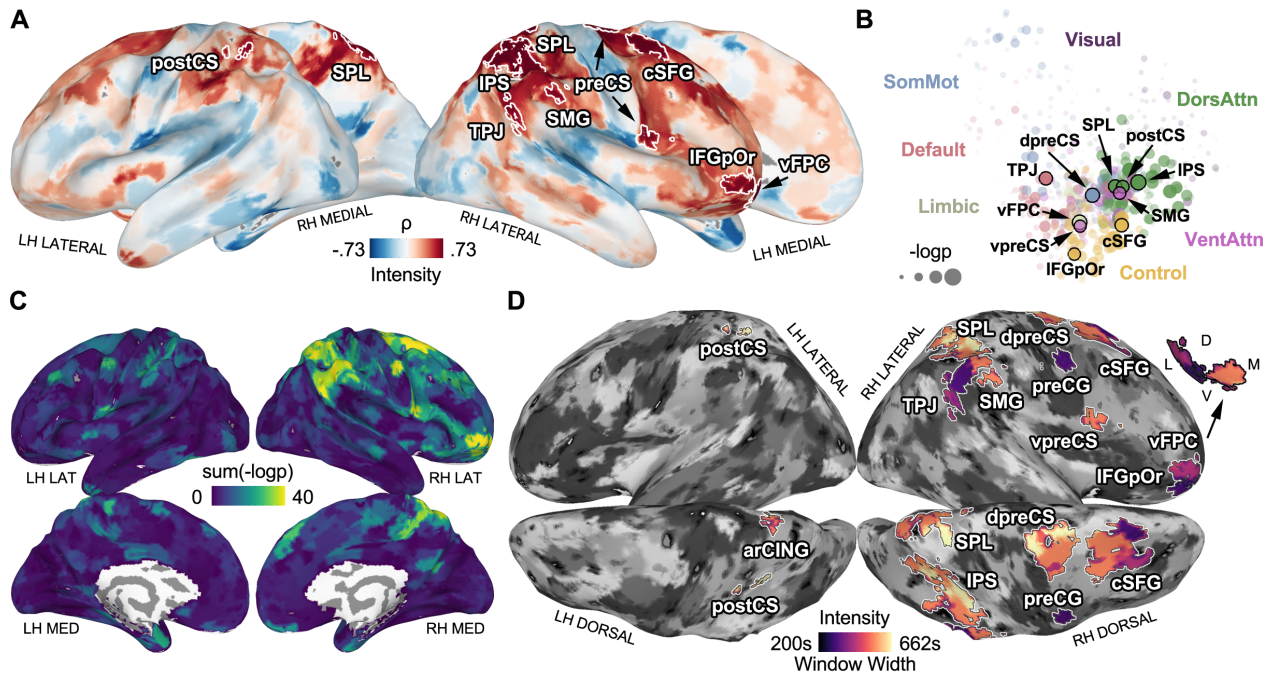 A
postCS
SPL
SPL
IPS
preCS
cSFG
TPJ
SMG
IFGpOr
vFPC
LH LATERAL
RH MEDIAL
RH LATERAL
LH MEDIAL
ρ
-.73
.73
Intensity
B
Visual
SomMot
DorsAttn
SPL
postCS
dpreCS
Default
TPJ
IPS
Limbic
vFPC
SMG
vpreCS
cSFG
VentAttn
-logp
IFGpOr
Control
C
LH LAT
sum(-logp)
0
40
RH LAT
LH MED
RH MED
D
postCS
LH LATERAL
RH LATERAL
SPL
dpreCS
cSFG
preCG
TPJ
SMG
vpreCS
vFPC
IFGpOr
D
L
M
V
arCING
postCS
LH DORSAL
dpreCS
SPL
IPS
preCG
cSFG
RH DORSAL
Intensity
200s
662s
Window Width